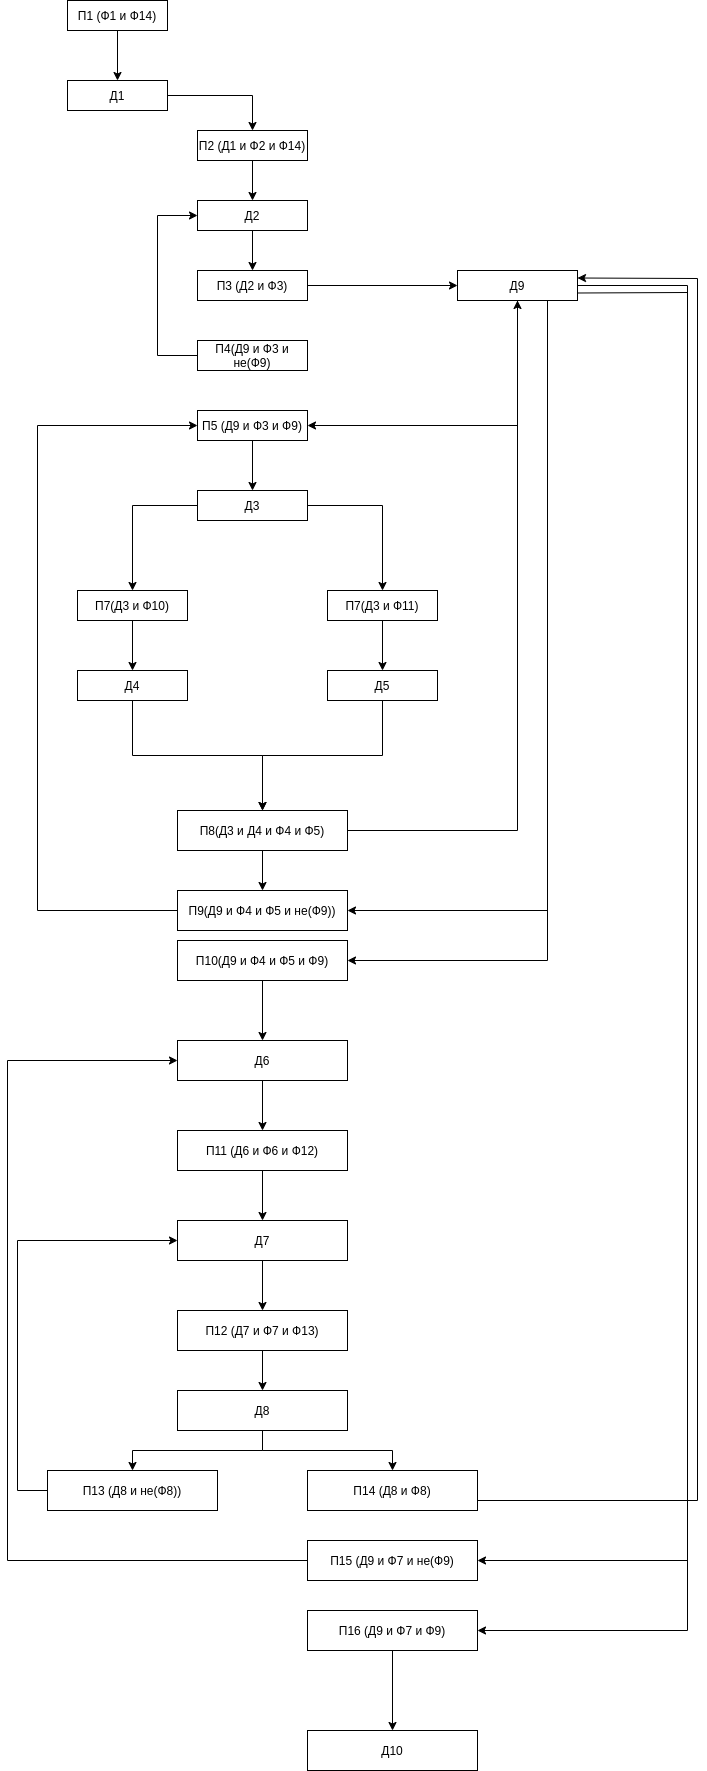 П1 (Ф1 и Ф14)
Д1
П2 (Д1 и Ф2 и Ф14)
Д2
П3 (Д2 и Ф3)
Д9
П4(Д9 и Ф3 и
не(Ф9)
П5 (Д9 и Ф3 и Ф9)
Д3
П7(Д3 и Ф10)
П7(Д3 и Ф11)
Д4
Д5
П8(Д3 и Д4 и Ф4 и Ф5)
П9(Д9 и Ф4 и Ф5 и не(Ф9))
П10(Д9 и Ф4 и Ф5 и Ф9)
Д6
П11 (Д6 и Ф6 и Ф12)
Д7
П12 (Д7 и Ф7 и Ф13)
Д8
П13 (Д8 и не(Ф8))
П14 (Д8 и Ф8)
П15 (Д9 и Ф7 и не(Ф9)
П16 (Д9 и Ф7 и Ф9)
Д10